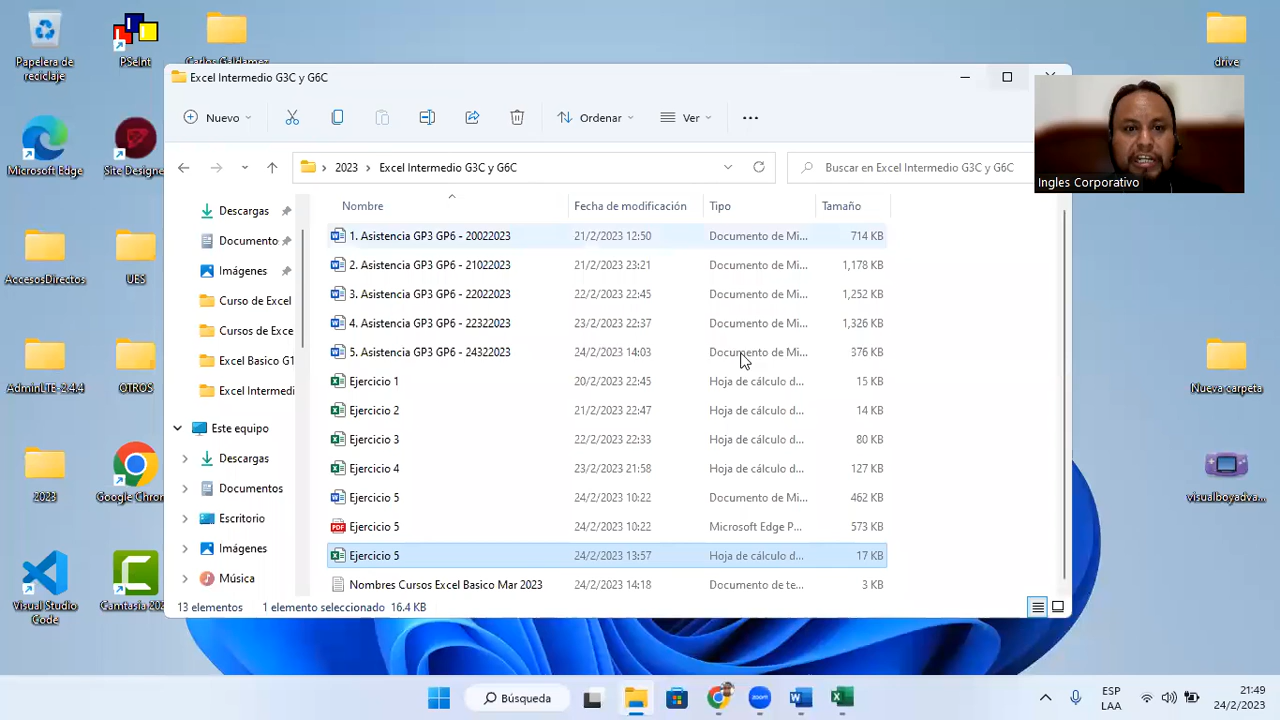 Papelera de
reciclaje
PSeInt
Carlos Galdamez
drive
Excel Intermedio G3C y G6C
Nuevo
Ordenar
Ver
Microsoft Edge
Site Designe
Ingles Corporativo
2023 > Excel Intermedio G3C y G6C
Buscar en Excel Intermedio G3C y G6C
Nombre Fecha de modificación Tipo Tamaño
Descargas
Documento
Imágenes
Curso de Excel
Cursos de Exce
Excel Basico G1
Excel Intermedi
Este equipo
Descargas
Documentos
Escritorio
Imágenes
Música
1. Asistencia GP3 GP6 - 20022023 21/2/2023 12:50 Documento de Mi... 714 KB
2. Asistencia GP3 GP6 - 21022023 21/2/2023 23:21 Documento de Mi... 1,178 KB
3. Asistencia GP3 GP6 - 22022023 22/2/2023 22:45 Documento de Mi... 1,252 KB
4. Asistencia GP3 GP6 - 22322023 23/2/2023 22:37 Documento de Mi... 1,326 KB
5. Asistencia GP3 GP6 - 24322023 24/2/2023 14:03 Documento de Mi... 376 KB
Ejercicio 1 20/2/2023 22:45 Hoja de cálculo d... 15 KB
Ejercicio 2 21/2/2023 22:47 Hoja de cálculo d... 14 KB
Ejercicio 3 22/2/2023 22:33 Hoja de cálculo d... 80 KB
Ejercicio 4 23/2/2023 21:58 Hoja de cálculo d... 127 KB
Ejercicio 5 24/2/2023 10:22 Documento de Mi... 462 KB
PDF Ejercicio 5 24/2/2023 10:22 Microsoft Edge P... 573 KB
Ejercicio 5 24/2/2023 13:57 Hoja de cálculo d... 17 KB
Nombres Cursos Excel Basico Mar 2023 24/2/2023 14:18 Documento de te... 3 KB
13 elementos 1 elemento seleccionado 16.4 KB
AccesosDirectos
UES
AdminLTE-2.4.4
OTROS
Nueva carpeta
2023
Google Chrom
visualboyadva...
Visual Studio
Code
Camtasia 202
Búsqueda
zoom
ESP
LAA
21:49
24/2/2023